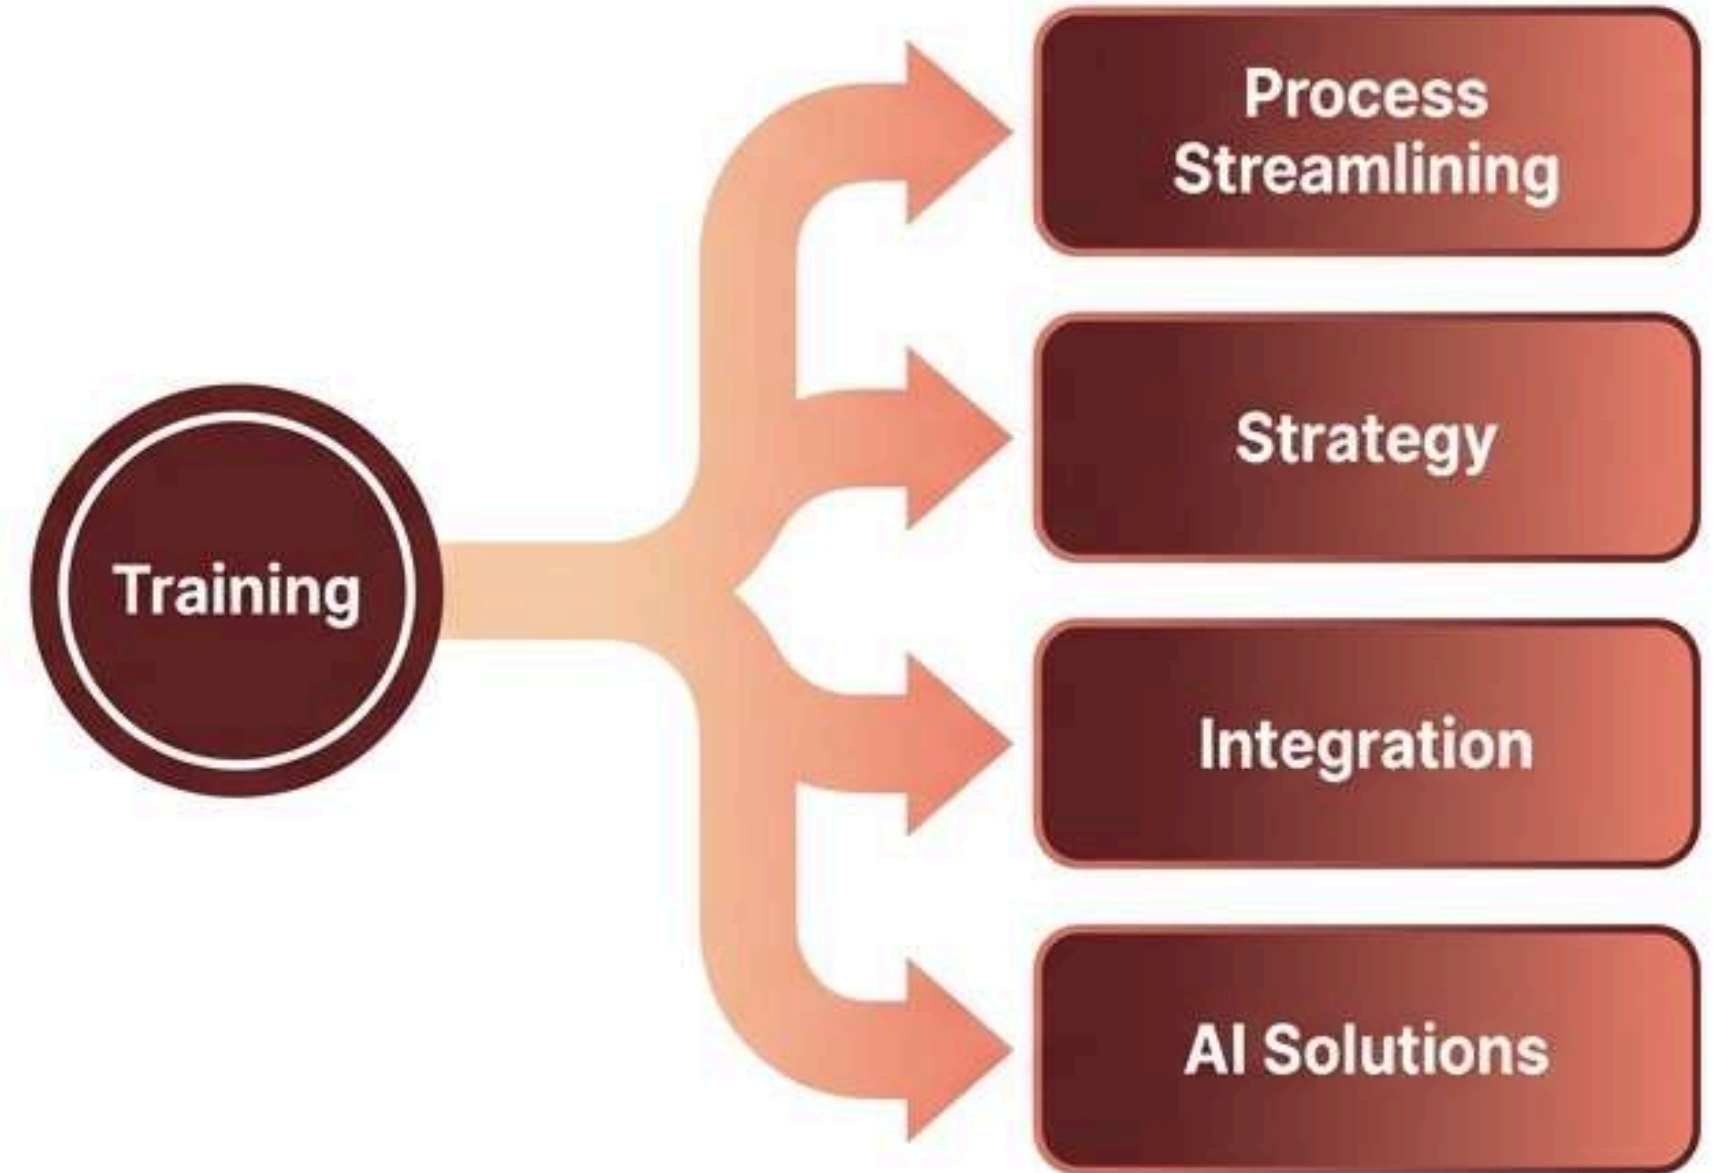 Training
Process
Streamlining
Strategy
Integration
AI Solutions